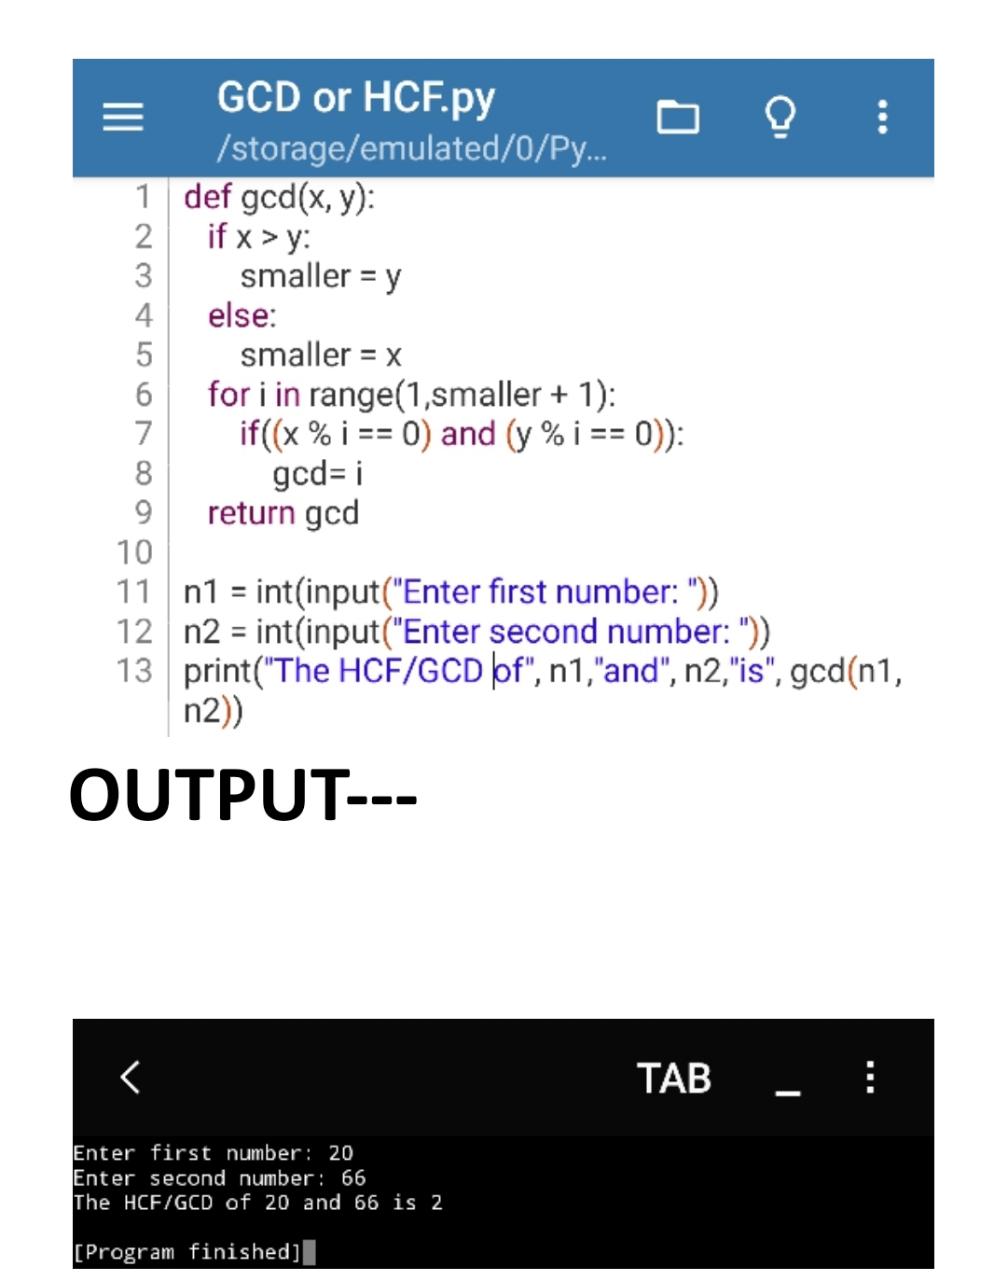 GCD or HCF.py
/storage/emulated/0/Py...
1 def gcd(x, y):
2   if x > y:
3     smaller = y
4   else:
5     smaller = x
6   for i in range(1,smaller + 1):
7     if((x % i == 0) and (y % i == 0)):
8       gcd= i
9   return gcd
10
11 n1 = int(input("Enter first number: "))
12 n2 = int(input("Enter second number: "))
13 print("The HCF/GCD of", n1,"and", n2,"is", gcd(n1,
n2))
OUTPUT---
TAB
Enter first number: 20
Enter second number: 66
The HCF/GCD of 20 and 66 is 2
[Program finished]